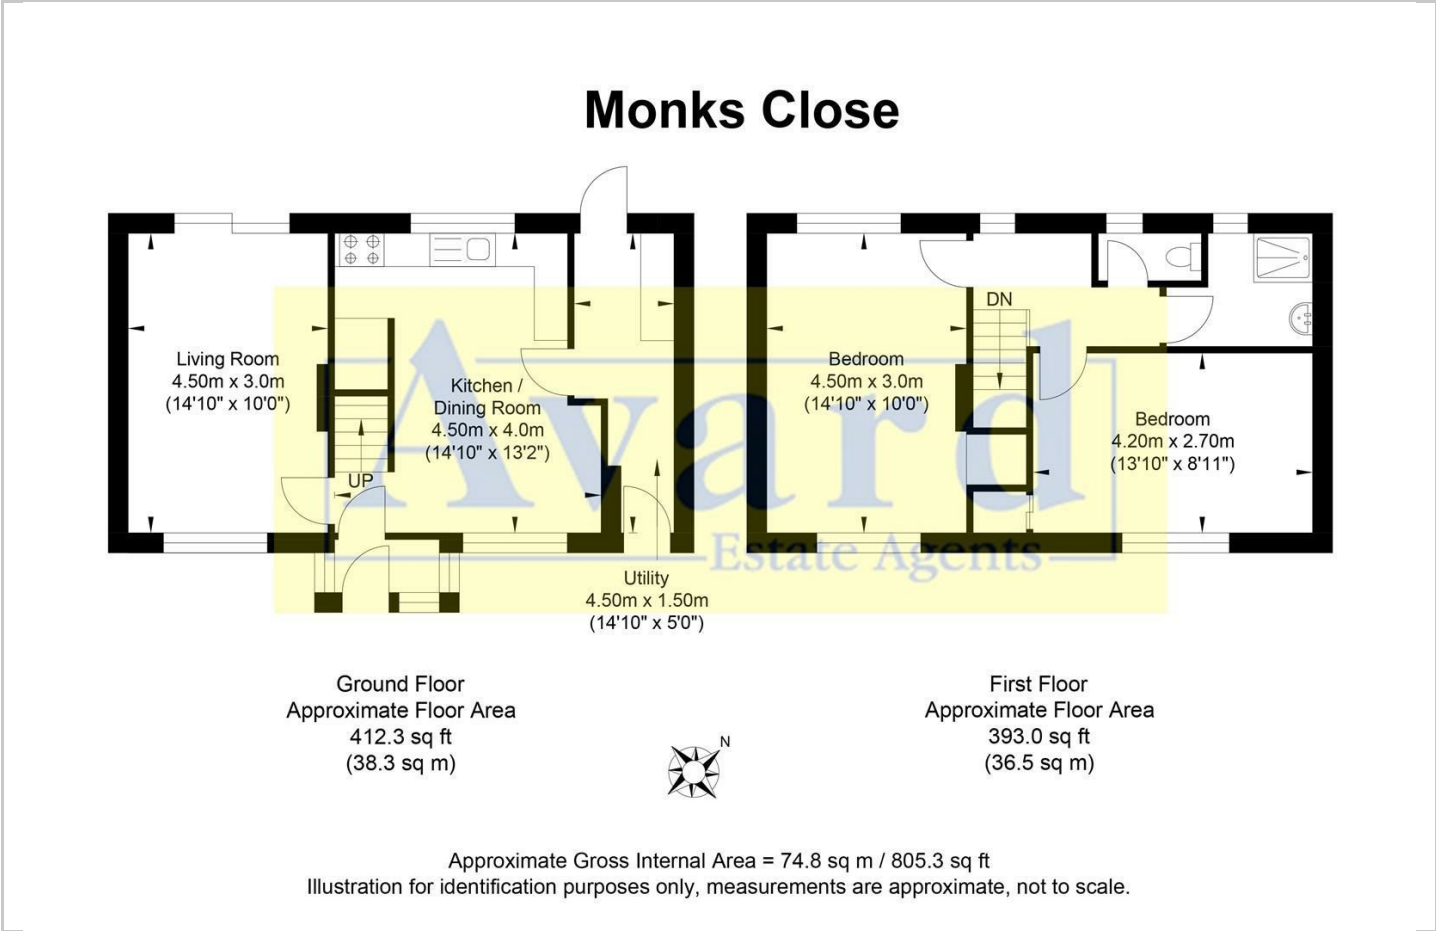 Monks Close
Living Room
4.50m x 3.0m
(14'10" x 10'0")
Kitchen /
Dining Room
4.50m x 4.0m
(14'10" x 13'2")
UP
Utility
4.50m x 1.50m
(14'10" x 5'0")
Bedroom
4.50m x 3.0m
(14'10" x 10'0")
DN
Bedroom
4.20m x 2.70m
(13'10" x 8'11")
Avard
Estate Agents
Ground Floor
Approximate Floor Area
412.3 sq ft
(38.3 sq m)
N
First Floor
Approximate Floor Area
393.0 sq ft
(36.5 sq m)
Approximate Gross Internal Area = 74.8 sq m / 805.3 sq ft
Illustration for identification purposes only, measurements are approximate, not to scale.